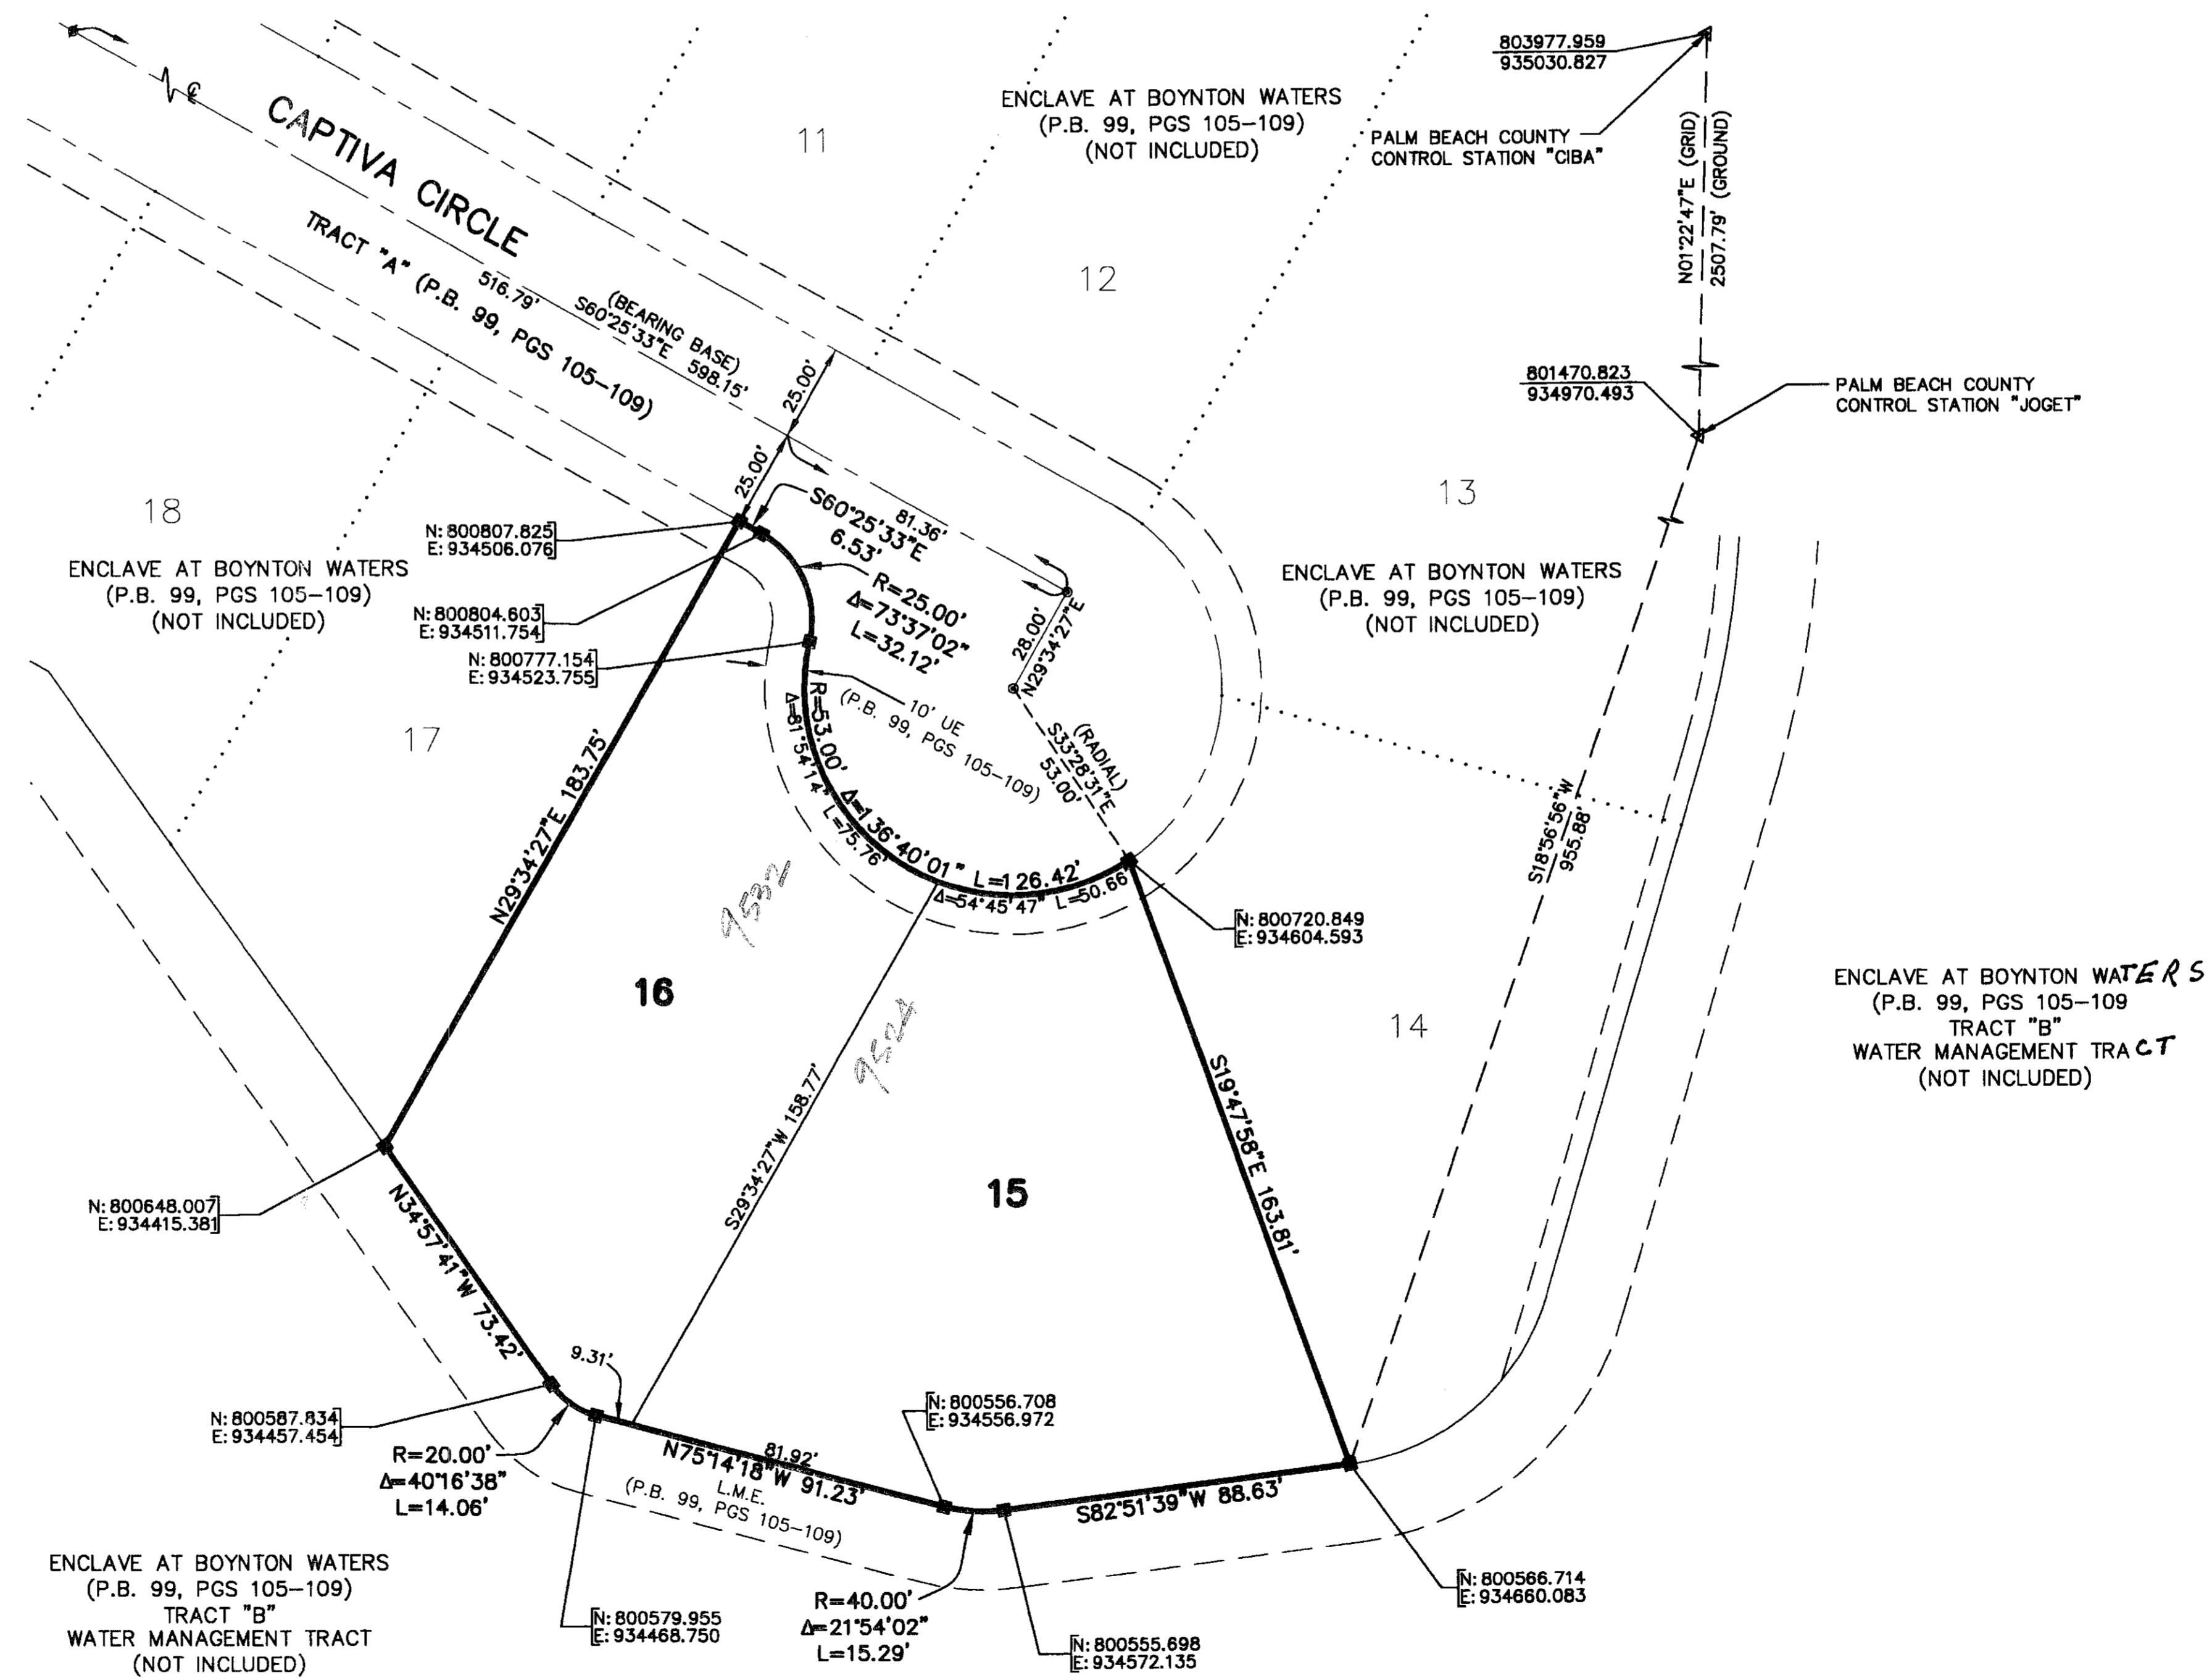 803977.959
935030.827
PALM BEACH COUNTY
CONTROL STATION "CIBA"
N01°22'47"E (GRID)
2507.79' (GROUND)
ENCLAVE AT BOYNTON WATERS
(P.B. 99, PGS 105-109)
(NOT INCLUDED)
11
12
℄
CAPTIVA CIRCLE
TRACT "A" (P.B. 99, PGS 105-109)
516.79'
(BEARING BASE)
S60°25'33"E 598.15'
25.00'
25.00'
801470.823
934970.493
PALM BEACH COUNTY
CONTROL STATION "JOGET"
13
18
ENCLAVE AT BOYNTON WATERS
(P.B. 99, PGS 105-109)
(NOT INCLUDED)
N: 800807.825
E: 934506.076
N: 800804.603
E: 934511.754
N: 800777.154
E: 934523.755
81.36'
S60°25'33"E
6.53'
R=25.00'
Δ=73°37'02"
L=32.12'
28.00'
N29°34'27"E
ENCLAVE AT BOYNTON WATERS
(P.B. 99, PGS 105-109)
(NOT INCLUDED)
17
10' UE
(P.B. 99, PGS 105-109)
(RADIAL)
S33°28'31"E
53.00'
R=53.00' Δ=136°40'01" L=126.42'
Δ=81°54'14" L=75.76'
Δ=54°45'47" L=50.66'
N29°34'27"E 183.75'
S18°56'56"W
955.88'
N: 800720.849
E: 934604.593
9532
16
9524
14
ENCLAVE AT BOYNTON WATERS
(P.B. 99, PGS 105-109
TRACT "B"
WATER MANAGEMENT TRACT
(NOT INCLUDED)
S29°34'27"W 158.77'
S19°47'58"E 163.81'
15
N: 800648.007
E: 934415.381
N34°57'41"W 73.42'
9.31'
N: 800587.834
E: 934457.454
R=20.00'
Δ=40°16'38"
L=14.06'
81.92'
N75°14'18"W 91.23'
L.M.E.
(P.B. 99, PGS 105-109)
N: 800556.708
E: 934556.972
S82°51'39"W 88.63'
ENCLAVE AT BOYNTON WATERS
(P.B. 99, PGS 105-109)
TRACT "B"
WATER MANAGEMENT TRACT
(NOT INCLUDED)
N: 800579.955
E: 934468.750
R=40.00'
Δ=21°54'02"
L=15.29'
N: 800555.698
E: 934572.135
N: 800566.714
E: 934660.083